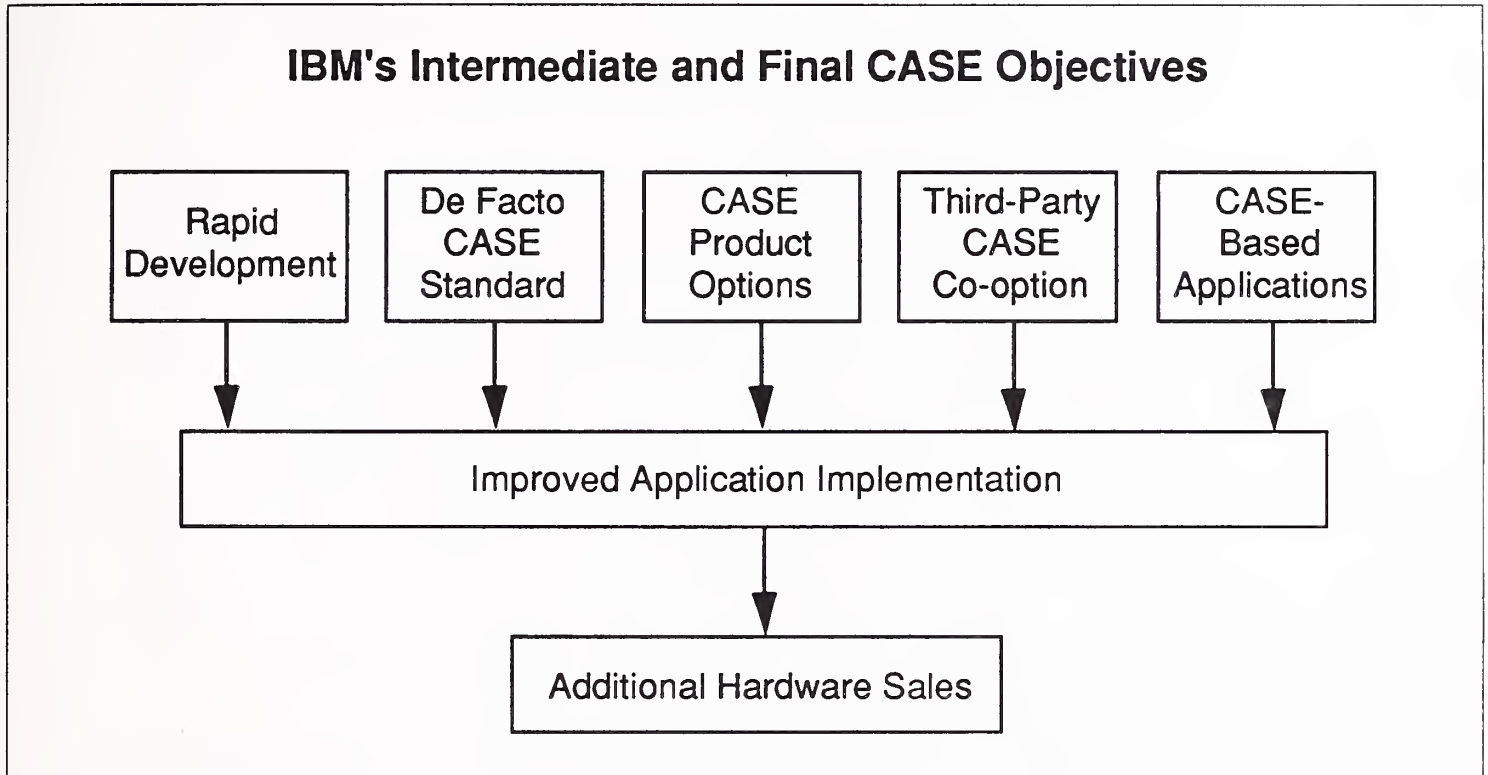 IBM's Intermediate and Final CASE Objectives
Rapid
Development
De Facto
CASE
Standard
CASE
Product
Options
Third-Party
CASE
Co-option
CASE-
Based
Applications
Improved Application Implementation
Additional Hardware Sales